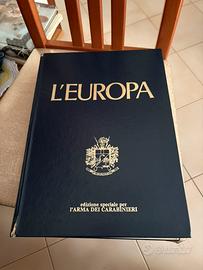 L'EUROPA
edizione speciale per
l'ARMA DEI CARABINIERI